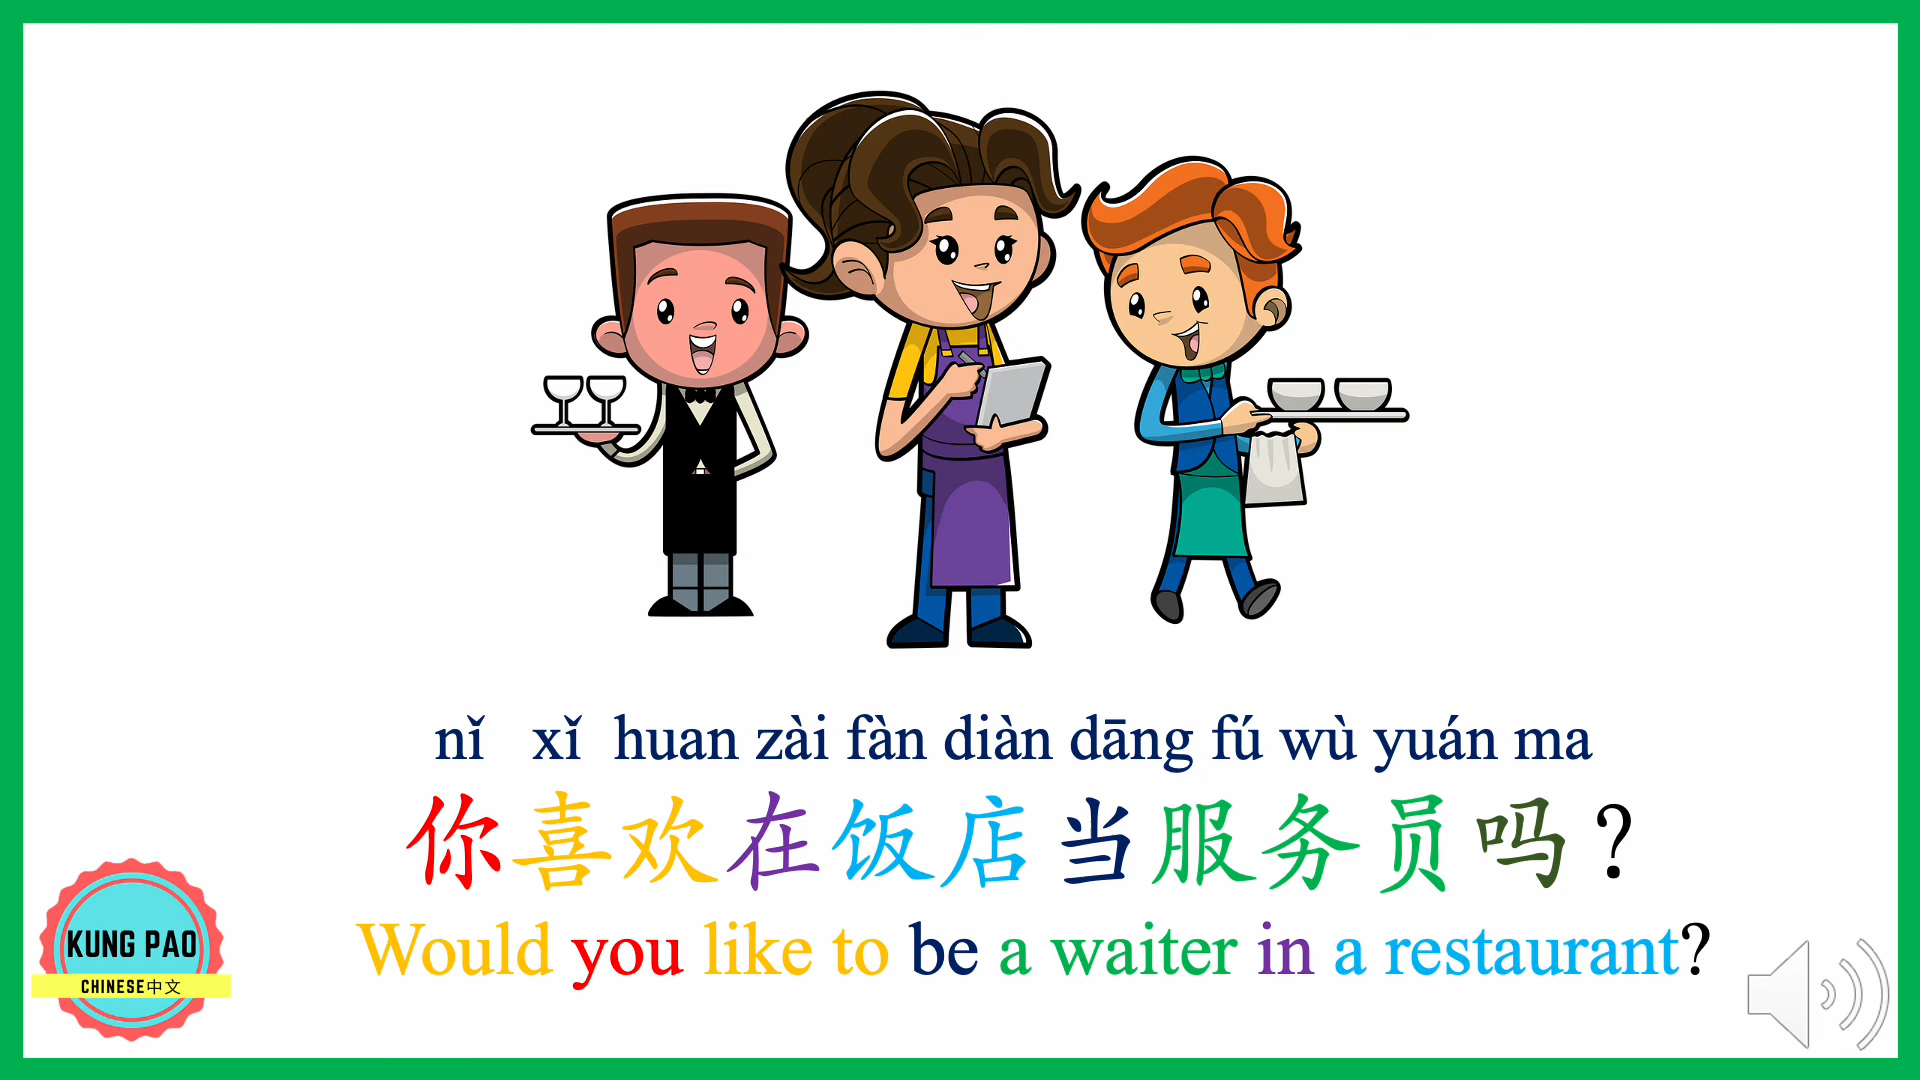 nǐ xǐ huan zài fàn diàn dāng fú wù yuán ma
你喜欢在饭店当服务员吗？
Would you like to be a waiter in a restaurant?
KUNG PAO
CHINESE中文